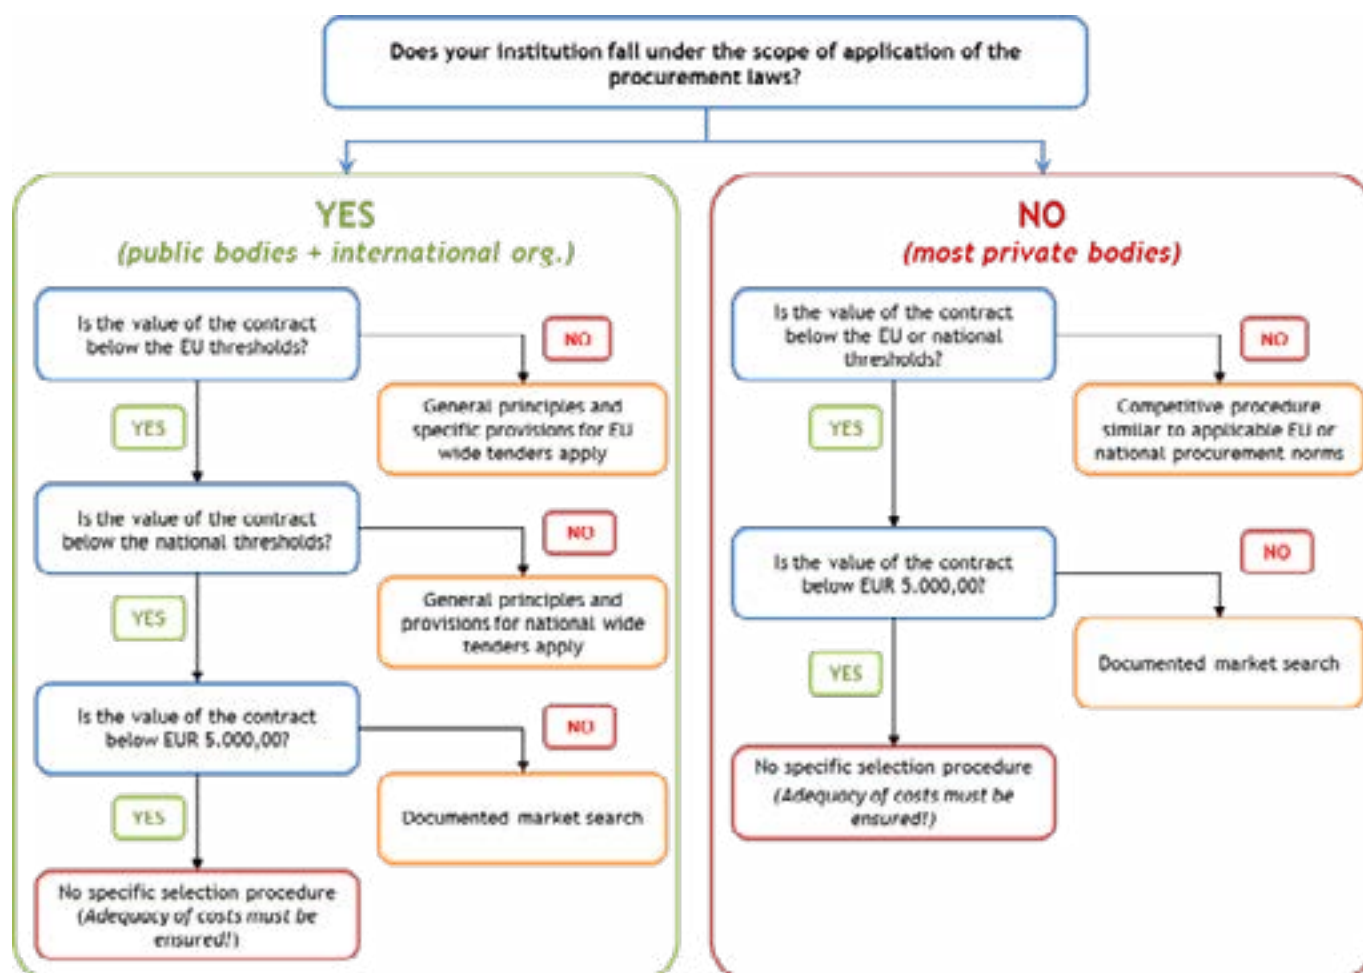 Does your institution fall under the scope of application of the
procurement laws?
YES
(public bodies + international org.)
Is the value of the contract
below the EU thresholds?
NO
YES
General principles and
specific provisions for EU
wide tenders apply
Is the value of the contract
below the national thresholds?
NO
YES
General principles and
provisions for national wide
tenders apply
Is the value of the contract
below EUR 5.000,00?
NO
YES
Documented market search
No specific selection procedure
(Adequacy of costs must be
ensured!)
NO
(most private bodies)
Is the value of the contract
below the EU or national
thresholds?
NO
YES
Competitive procedure
similar to applicable EU or
national procurement norms
Is the value of the contract
below EUR 5.000,00?
NO
YES
Documented market search
No specific selection procedure
(Adequacy of costs must be
ensured!)